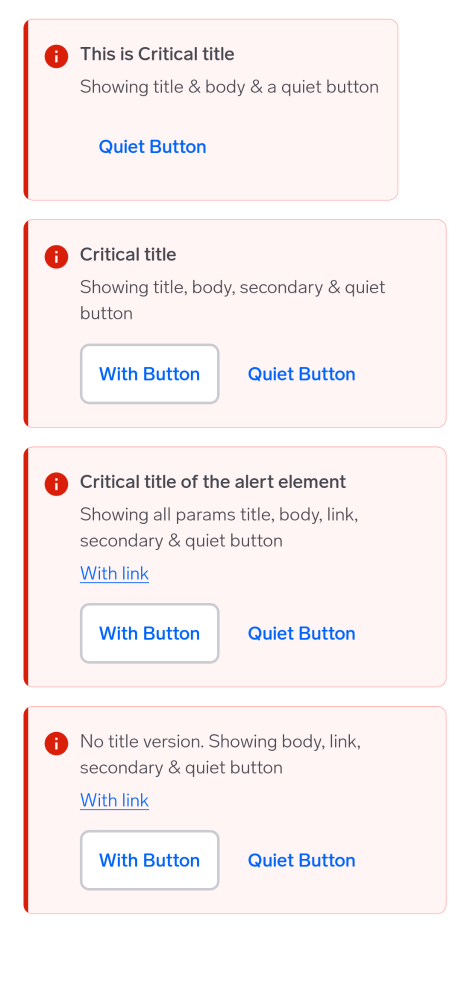 This is Critical title
Showing title & body & a quiet button
Quiet Button
Critical title
Showing title, body, secondary & quiet
button
With Button
Quiet Button
Critical title of the alert element
Showing all params title, body, link,
secondary & quiet button
With link
With Button
Quiet Button
No title version. Showing body, link,
secondary & quiet button
With link
With Button
Quiet Button